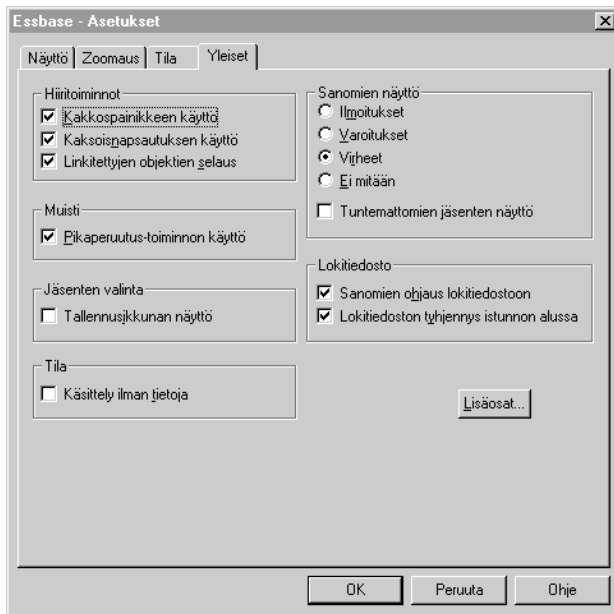 Essbase - Asetukset
Näyttö
Zoomaus
Tila
Yleiset
Hiiritoiminnot
Kakkospainikkeen käyttö
Kaksoisnapsautuksen käyttö
Linkitettyjen objektien selaus
Muisti
Pikaperuutus-toiminnon käyttö
Jäsenten valinta
Tallennusikkunan näyttö
Tila
Käsittely ilman tietoja
Sanomien näyttö
Ilmoitukset
Varoitukset
Virheet
Ei mitään
Tuntemattomien jäsenten näyttö
Lokitiedosto
Sanomien ohjaus lokitiedostoon
Lokitiedoston tyhjennys istunnon alussa
Lisäosat...
OK
Peruuta
Ohje